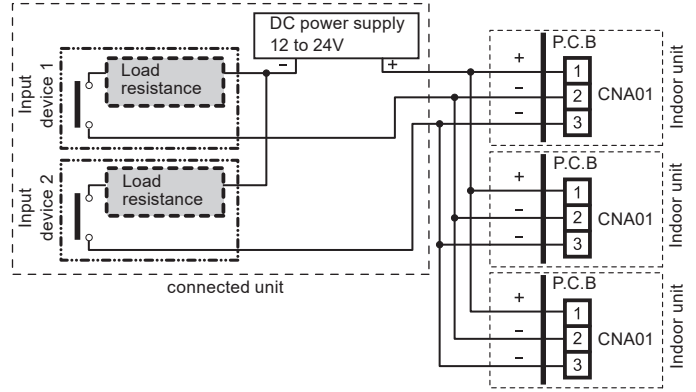 DC power supply
12 to 24V
−
+
Input
device 1
Load
resistance
Input
device 2
Load
resistance
connected unit
P.C.B
+
1
−
2
CNA01
−
3
Indoor unit
P.C.B
+
1
−
2
CNA01
−
3
Indoor unit
P.C.B
+
1
−
2
CNA01
−
3
Indoor unit